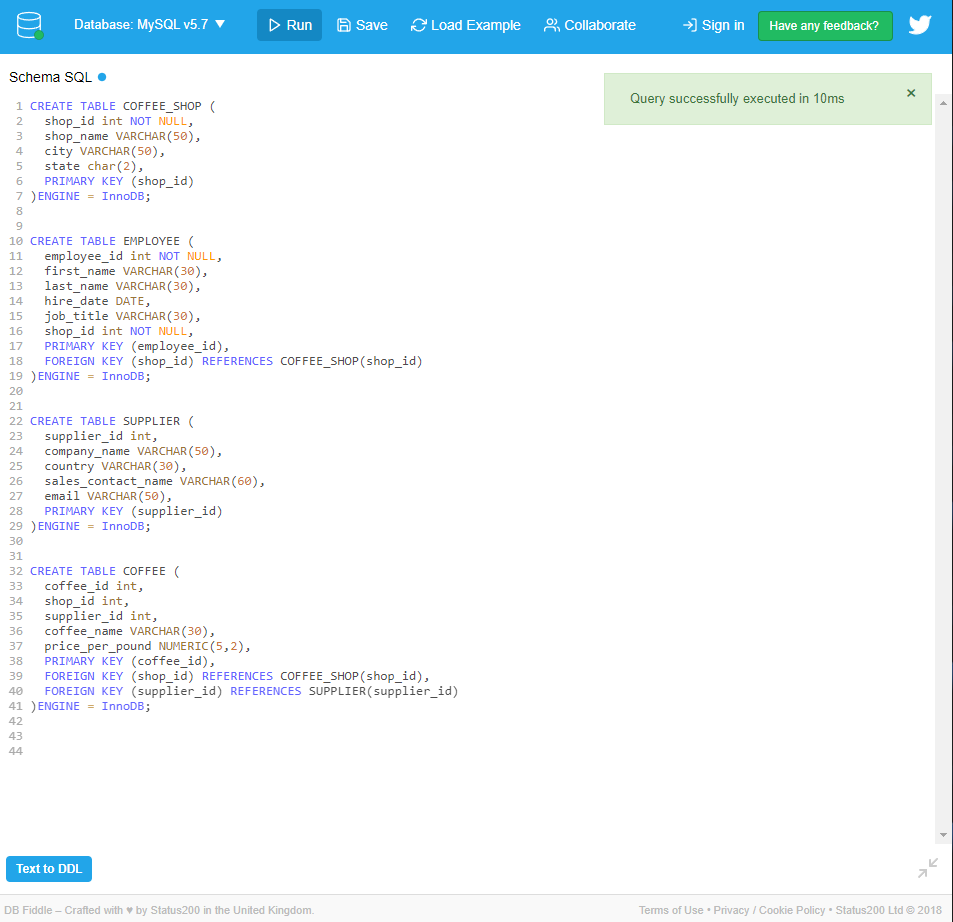 Database: MySQL v5.7 ▼ Run Save Load Example Collaborate Sign in Have any feedback?
Schema SQL
Query successfully executed in 10ms ×
1 CREATE TABLE COFFEE_SHOP (
2 shop_id int NOT NULL,
3 shop_name VARCHAR(50),
4 city VARCHAR(50),
5 state char(2),
6 PRIMARY KEY (shop_id)
7 )ENGINE = InnoDB;
8
9
10 CREATE TABLE EMPLOYEE (
11 employee_id int NOT NULL,
12 first_name VARCHAR(30),
13 last_name VARCHAR(30),
14 hire_date DATE,
15 job_title VARCHAR(30),
16 shop_id int NOT NULL,
17 PRIMARY KEY (employee_id),
18 FOREIGN KEY (shop_id) REFERENCES COFFEE_SHOP(shop_id)
19 )ENGINE = InnoDB;
20
21
22 CREATE TABLE SUPPLIER (
23 supplier_id int,
24 company_name VARCHAR(50),
25 country VARCHAR(30),
26 sales_contact_name VARCHAR(60),
27 email VARCHAR(50),
28 PRIMARY KEY (supplier_id)
29 )ENGINE = InnoDB;
30
31
32 CREATE TABLE COFFEE (
33 coffee_id int,
34 shop_id int,
35 supplier_id int,
36 coffee_name VARCHAR(30),
37 price_per_pound NUMERIC(5,2),
38 PRIMARY KEY (coffee_id),
39 FOREIGN KEY (shop_id) REFERENCES COFFEE_SHOP(shop_id),
40 FOREIGN KEY (supplier_id) REFERENCES SUPPLIER(supplier_id)
41 )ENGINE = InnoDB;
42
43
44
Text to DDL
DB Fiddle – Crafted with ♥ by Status200 in the United Kingdom. Terms of Use • Privacy / Cookie Policy • Status200 Ltd © 2018